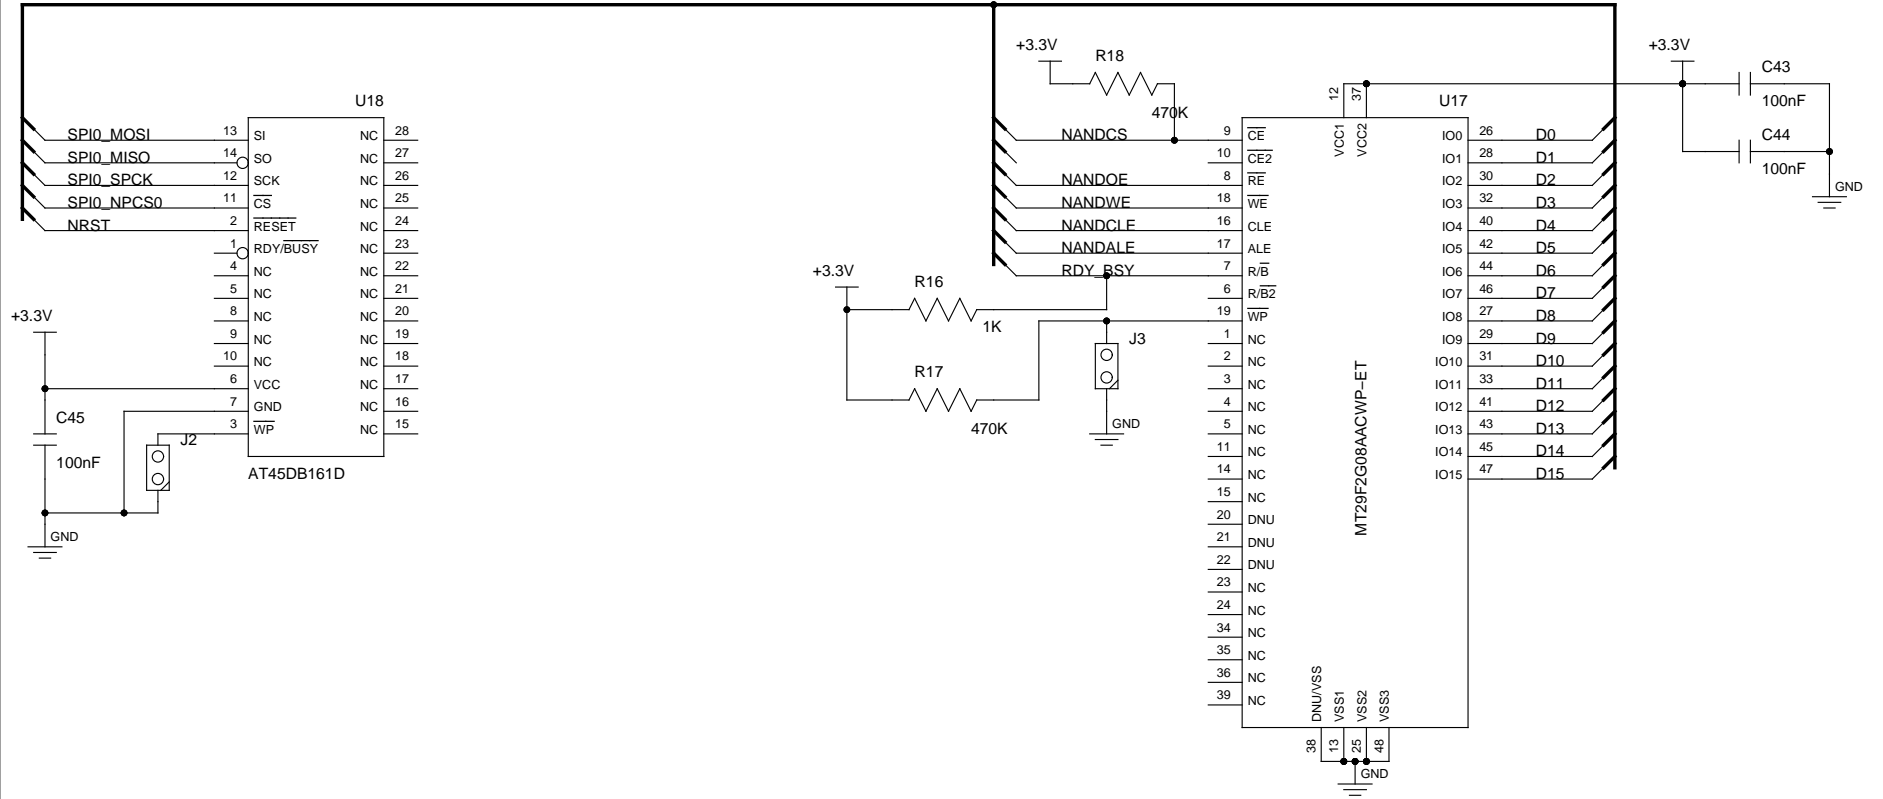 U18
SPI0_MOSI 13 SI NC 28
SPI0_MISO 14 SO NC 27
SPI0_SPCK 12 SCK NC 26
SPI0_NPCS0 11 CS NC 25
NRST 2 RESET NC 24
1 RDY/BUSY NC 23
4 NC NC 22
5 NC NC 21
8 NC NC 20
9 NC NC 19
10 NC NC 18
6 VCC NC 17
7 GND NC 16
3 WP NC 15
AT45DB161D
+3.3V
C45
100nF
J2
GND
+3.3V
R18
470K
+3.3V
R16
1K
R17
470K
J3
GND
U17
12 VCC1
37 VCC2
NANDCS 9 CE IO0 26 D0
10 CE2 IO1 28 D1
NANDOE 8 RE IO2 30 D2
NANDWE 18 WE IO3 32 D3
NANDCLE 16 CLE IO4 40 D4
NANDALE 17 ALE IO5 42 D5
RDY_BSY 7 R/B IO6 44 D6
6 R/B2 IO7 46 D7
19 WP IO8 27 D8
1 NC IO9 29 D9
2 NC IO10 31 D10
3 NC IO11 33 D11
4 NC IO12 41 D12
5 NC IO13 43 D13
11 NC IO14 45 D14
14 NC IO15 47 D15
15 NC
20 DNU
21 DNU
22 DNU
23 NC
24 NC
34 NC
35 NC
36 NC
39 NC
MT29F2G08AACWP-ET
DNU/VSS 38
VSS1 13
VSS2 25
VSS3 48
GND
+3.3V
C43
100nF
C44
100nF
GND